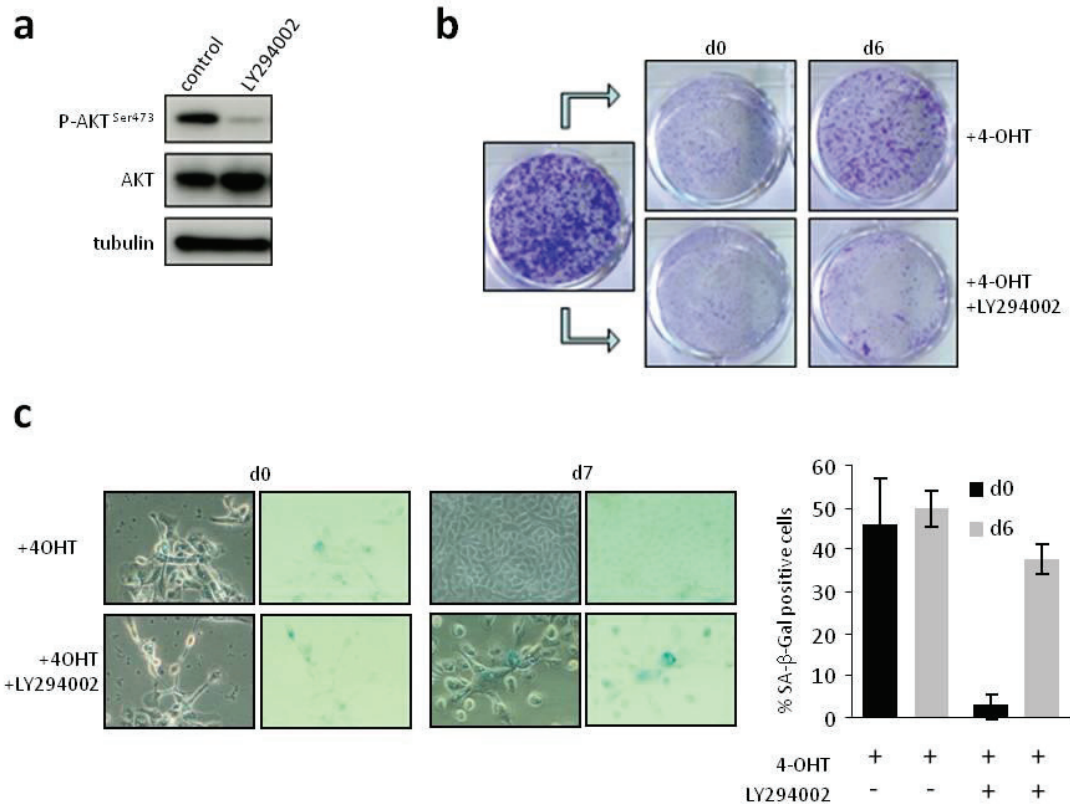 a
control
LY294002
P-AKT Ser473
AKT
tubulin
b
d0
d6
+4-OHT
+4-OHT
+LY294002
c
d0
d7
+4OHT
+4OHT
+LY294002
% SA-β-Gal positive cells
60
50
40
30
20
10
0
d0
d6
4-OHT + + + +
LY294002 - - + +